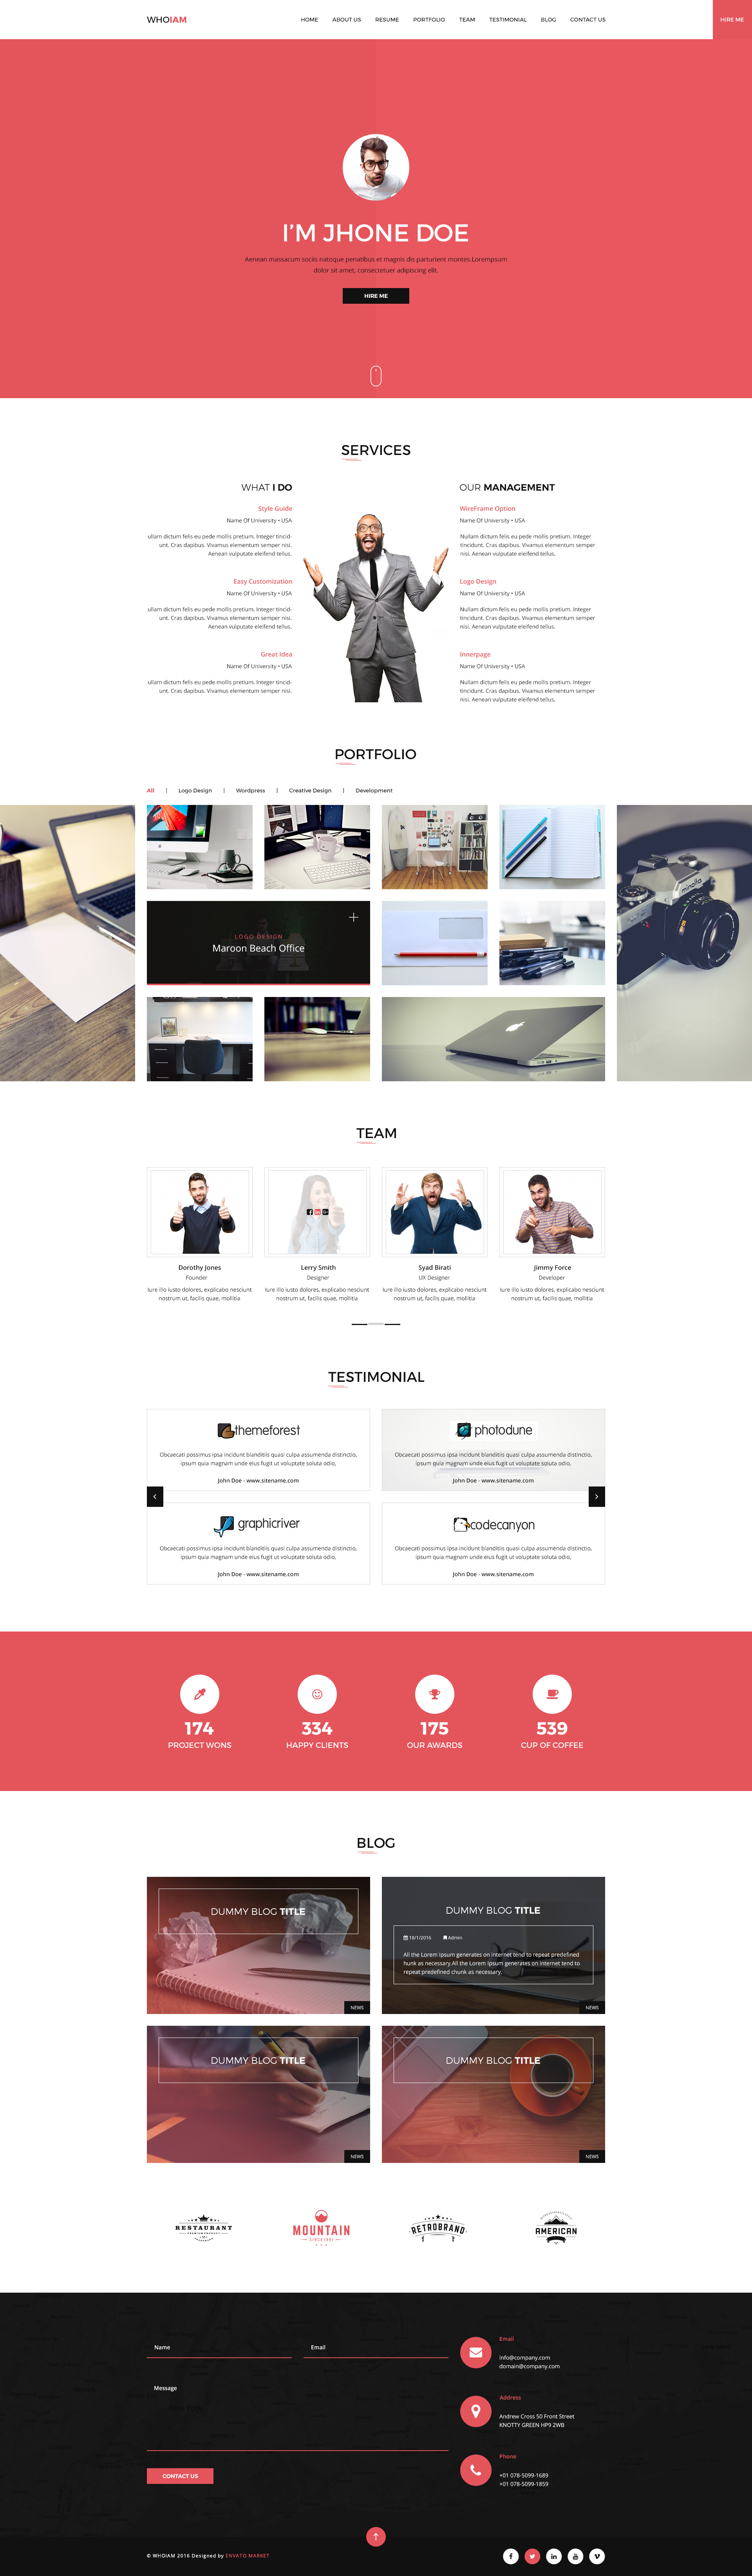 WHOIAM
HOME ABOUT US RESUME PORTFOLIO TEAM TESTIMONIAL BLOG CONTACT US
HIRE ME
I'M JHONE DOE
Aenean massacum sociis natoque penatibus et magnis dis parturient montes.Lorempsum
dolor sit amet, consectetuer adipiscing elit.
HIRE ME
SERVICES
WHAT I DO
Style Guide
Name Of University • USA
ullam dictum felis eu pede mollis pretium. Integer tincid-
unt. Cras dapibus. Vivamus elementum semper nisi.
Aenean vulputate eleifend tellus.
Easy Customization
Name Of University • USA
ullam dictum felis eu pede mollis pretium. Integer tincid-
unt. Cras dapibus. Vivamus elementum semper nisi.
Aenean vulputate eleifend tellus.
Great Idea
Name Of University • USA
ullam dictum felis eu pede mollis pretium. Integer tincid-
unt. Cras dapibus. Vivamus elementum semper nisi.
OUR MANAGEMENT
WireFrame Option
Name Of University • USA
Nullam dictum felis eu pede mollis pretium. Integer
tincidunt. Cras dapibus. Vivamus elementum semper
nisi. Aenean vulputate eleifend tellus.
Logo Design
Name Of University • USA
Nullam dictum felis eu pede mollis pretium. Integer
tincidunt. Cras dapibus. Vivamus elementum semper
nisi. Aenean vulputate eleifend tellus.
Innerpage
Name Of University • USA
Nullam dictum felis eu pede mollis pretium. Integer
tincidunt. Cras dapibus. Vivamus elementum semper
nisi. Aenean vulputate eleifend tellus.
PORTFOLIO
All | Logo Design | Wordpress | Creative Design | Development
minolta
LOGO DESIGN
Maroon Beach Office
TEAM
Dorothy Jones
Founder
Iure illo iusto dolores, explicabo nesciunt
nostrum ut, facilis quae, mollitia
Lerry Smith
Designer
Iure illo iusto dolores, explicabo nesciunt
nostrum ut, facilis quae, mollitia
Syad Birati
UX Designer
Iure illo iusto dolores, explicabo nesciunt
nostrum ut, facilis quae, mollitia
Jimmy Force
Developer
Iure illo iusto dolores, explicabo nesciunt
nostrum ut, facilis quae, mollitia
TESTIMONIAL
themeforest
Obcaecati possimus ipsa incidunt blanditiis quasi culpa assumenda distinctio,
ipsum quia magnum unde eius fugit ut voluptate soluta odio,
John Doe - www.sitename.com
photodune
Obcaecati possimus ipsa incidunt blanditiis quasi culpa assumenda distinctio,
ipsum quia magnum unde eius fugit ut voluptate soluta odio,
John Doe - www.sitename.com
graphicriver
Obcaecati possimus ipsa incidunt blanditiis quasi culpa assumenda distinctio,
ipsum quia magnum unde eius fugit ut voluptate soluta odio,
John Doe - www.sitename.com
codecanyon
Obcaecati possimus ipsa incidunt blanditiis quasi culpa assumenda distinctio,
ipsum quia magnum unde eius fugit ut voluptate soluta odio,
John Doe - www.sitename.com
174
PROJECT WONS
334
HAPPY CLIENTS
175
OUR AWARDS
539
CUP OF COFFEE
BLOG
DUMMY BLOG TITLE
NEWS
DUMMY BLOG TITLE
18/1/2016 Admin
All the Lorem Ipsum generates on internet tend to repeat predefined
hunk as necessary.All the Lorem Ipsum generates on internet tend to
repeat predefined chunk as necessary.
NEWS
DUMMY BLOG TITLE
NEWS
DUMMY BLOG TITLE
NEWS
RESTAURANT
PREMIUM PRODUCT
MOUNTAIN
SINCE 1991
RETROBRAND
AMERICAN
Name
Email
Message
CONTACT US
Email
info@company.com
domain@company.com
Address
Andrew Cross 50 Front Street
KNOTTY GREEN HP9 2WB
Phone
+01 078-5099-1689
+01 078-5099-1859
© WHOIAM 2016 Designed by ENVATO MARKET